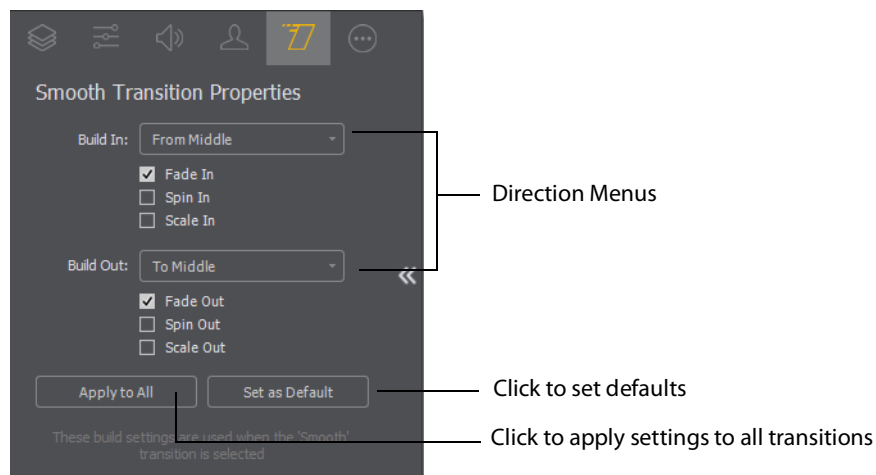 Smooth Transition Properties
Build In: From Middle
Fade In
Spin In
Scale In
Direction Menus
Build Out: To Middle
Fade Out
Spin Out
Scale Out
Apply to All Set as Default
Click to set defaults
These build settings are used when the 'Smooth'
transition is selected
Click to apply settings to all transitions